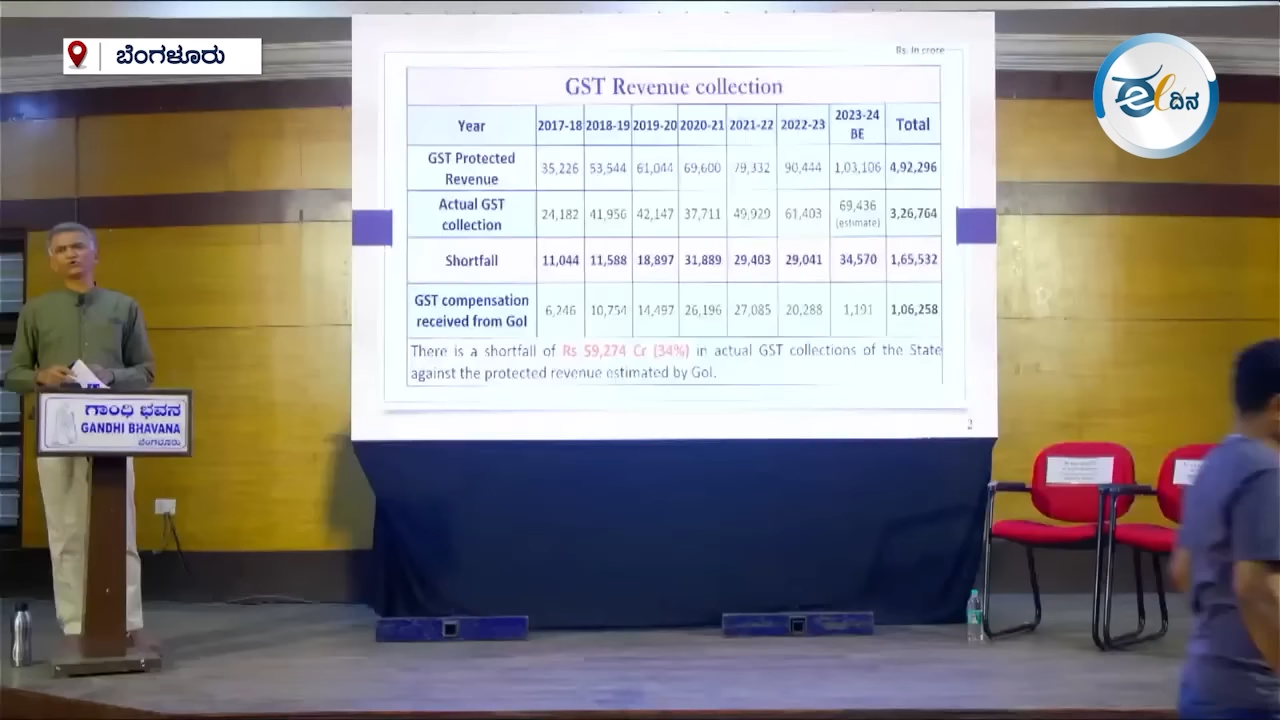 ಬೆಂಗಳೂರು
ಈ el ದಿನ
Rs. in crore
GST Revenue collection
Year 2017-18 2018-19 2019-20 2020-21 2021-22 2022-23 2023-24 BE Total
GST Protected Revenue 35,226 53,544 61,044 69,600 79,332 90,444 1,03,106 4,92,296
Actual GST collection 24,182 41,956 42,147 37,711 49,929 61,403 69,436 (estimate) 3,26,764
Shortfall 11,044 11,588 18,897 31,889 29,403 29,041 34,570 1,65,532
GST compensation received from GoI 6,246 10,754 14,497 26,196 27,085 20,288 1,191 1,06,258
There is a shortfall of Rs 59,274 Cr (34%) in actual GST collections of the State
against the protected revenue estimated by GoI.
2
ಗಾಂಧಿ ಭವನ
GANDHI BHAVANA
ಬೆಂಗಳೂರು